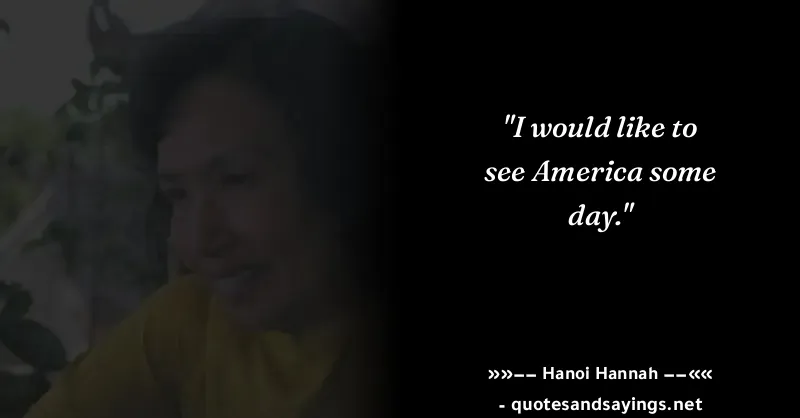 "I would like to
see America some
day."
»»−− Hanoi Hannah −−««
- quotesandsayings.net